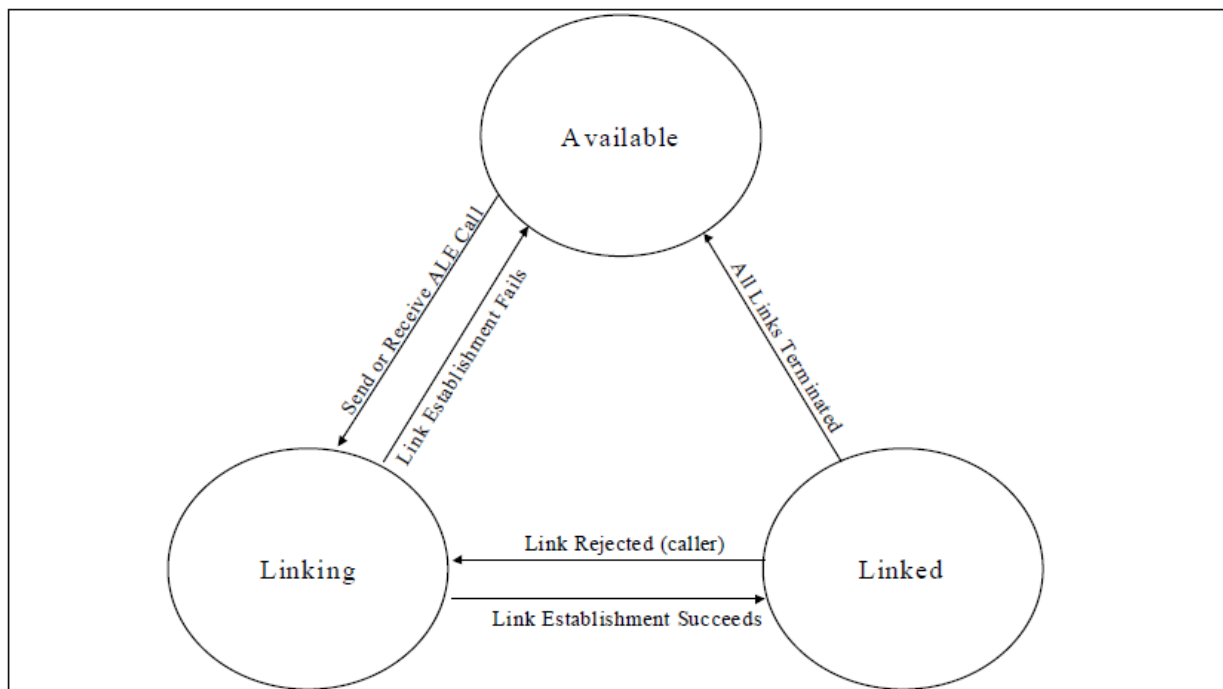 Available
Send or Receive ALE Call
Link Establishment Fails
All Links Terminated
Link Rejected (caller)
Linking
Linked
Link Establishment Succeeds